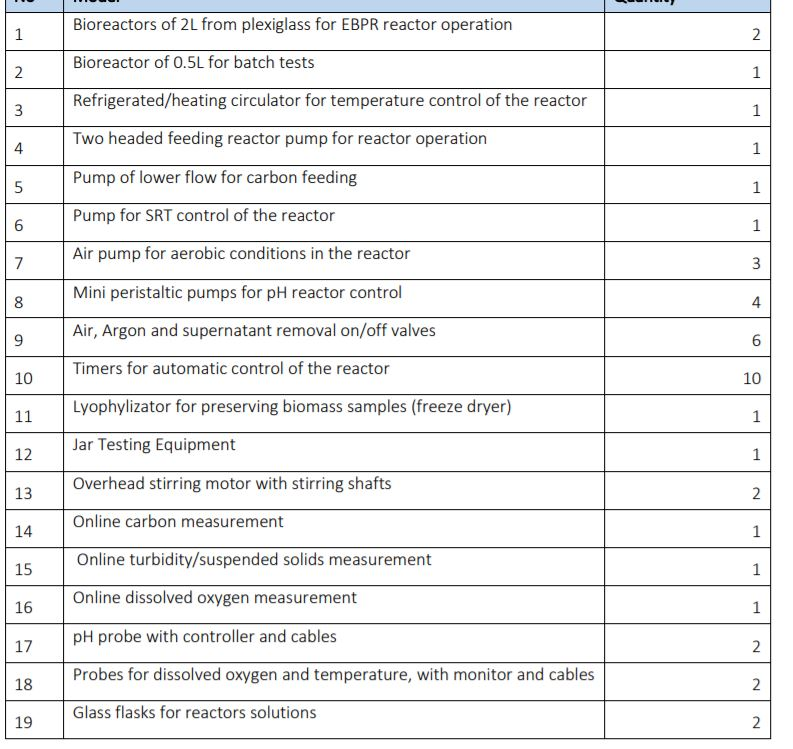 No Model Quantity
1 Bioreactors of 2L from plexiglass for EBPR reactor operation 2
2 Bioreactor of 0.5L for batch tests 1
3 Refrigerated/heating circulator for temperature control of the reactor 1
4 Two headed feeding reactor pump for reactor operation 1
5 Pump of lower flow for carbon feeding 1
6 Pump for SRT control of the reactor 1
7 Air pump for aerobic conditions in the reactor 3
8 Mini peristaltic pumps for pH reactor control 4
9 Air, Argon and supernatant removal on/off valves 6
10 Timers for automatic control of the reactor 10
11 Lyophylizator for preserving biomass samples (freeze dryer) 1
12 Jar Testing Equipment 1
13 Overhead stirring motor with stirring shafts 2
14 Online carbon measurement 1
15 Online turbidity/suspended solids measurement 1
16 Online dissolved oxygen measurement 1
17 pH probe with controller and cables 2
18 Probes for dissolved oxygen and temperature, with monitor and cables 2
19 Glass flasks for reactors solutions 2